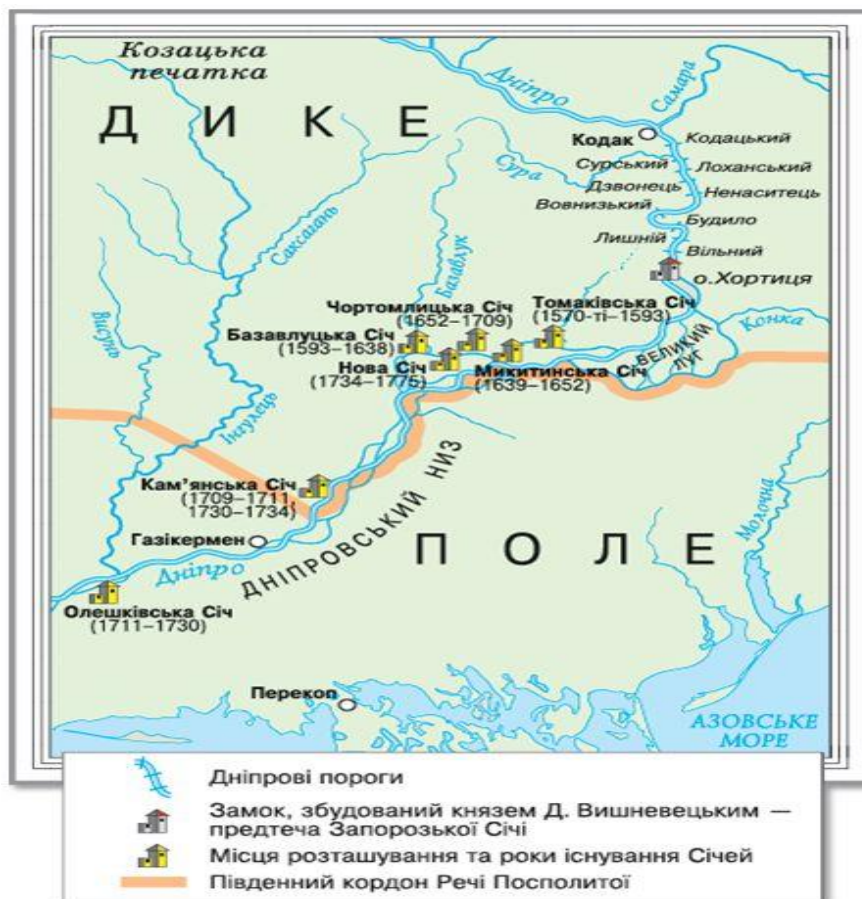 Козацька
печатка
ДИКЕ
Дніпро
Самара
Кодак
Кодацький
Сурський
Лоханський
Сура
Дзвонець
Ненаситець
Вовнизький
Будило
Лишній
Вільний
о.Хортиця
Саксагань
Базавлук
Висунь
Чортомлицька Січ
(1652–1709)
Томаківська Січ
(1570-ті–1593)
Базавлуцька Січ
(1593–1638)
Нова Січ
(1734–1775)
Микитинська Січ
(1639–1652)
ВЕЛИКИЙ
ЛУГ
Конка
Інгулець
Кам'янська Січ
(1709–1711,
1730–1734)
Газікермен
Дніпро
ДНІПРОВСЬКИЙ НИЗ
ПОЛЕ
Молочна
Олешківська Січ
(1711–1730)
Перекоп
АЗОВСЬКЕ
МОРЕ
Дніпрові пороги
Замок, збудований князем Д. Вишневецьким —
предтеча Запорозької Січі
Місця розташування та роки існування Січей
Південний кордон Речі Посполитої